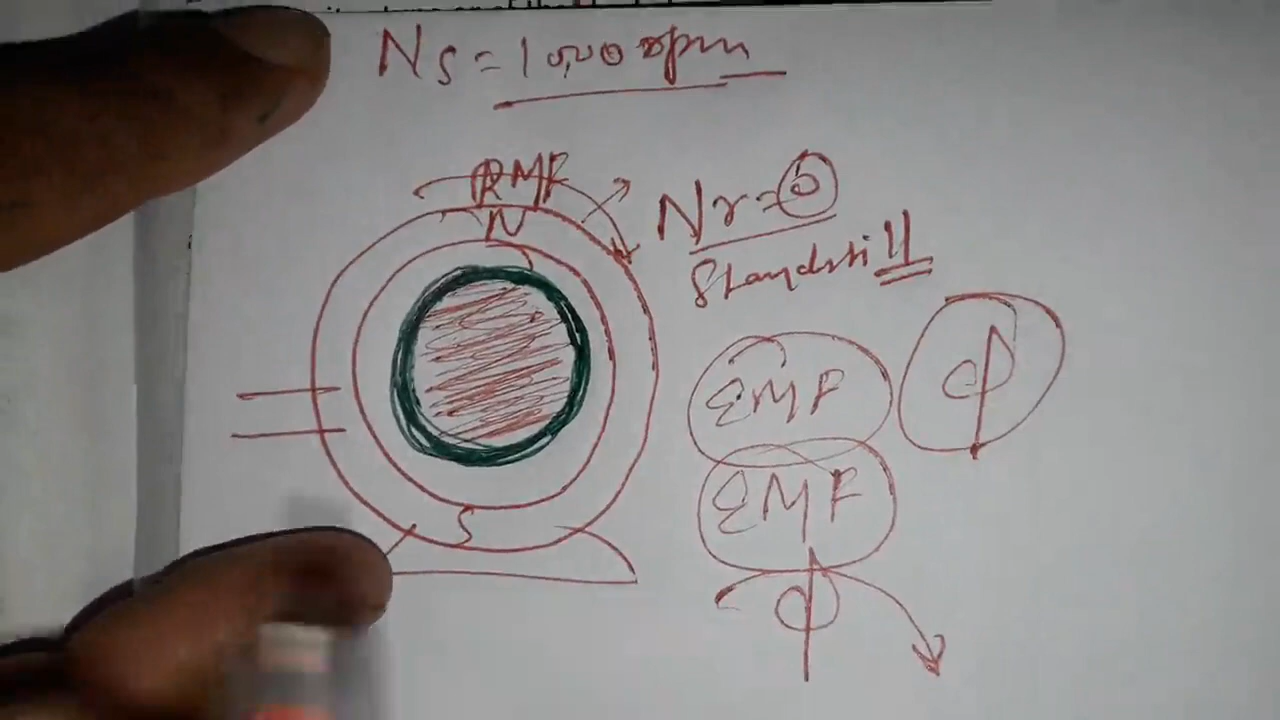 Ns = 1000 rpm
RMF
N
Nr = 0
Standstill
EMF
ϕ
EMF
S
ϕ